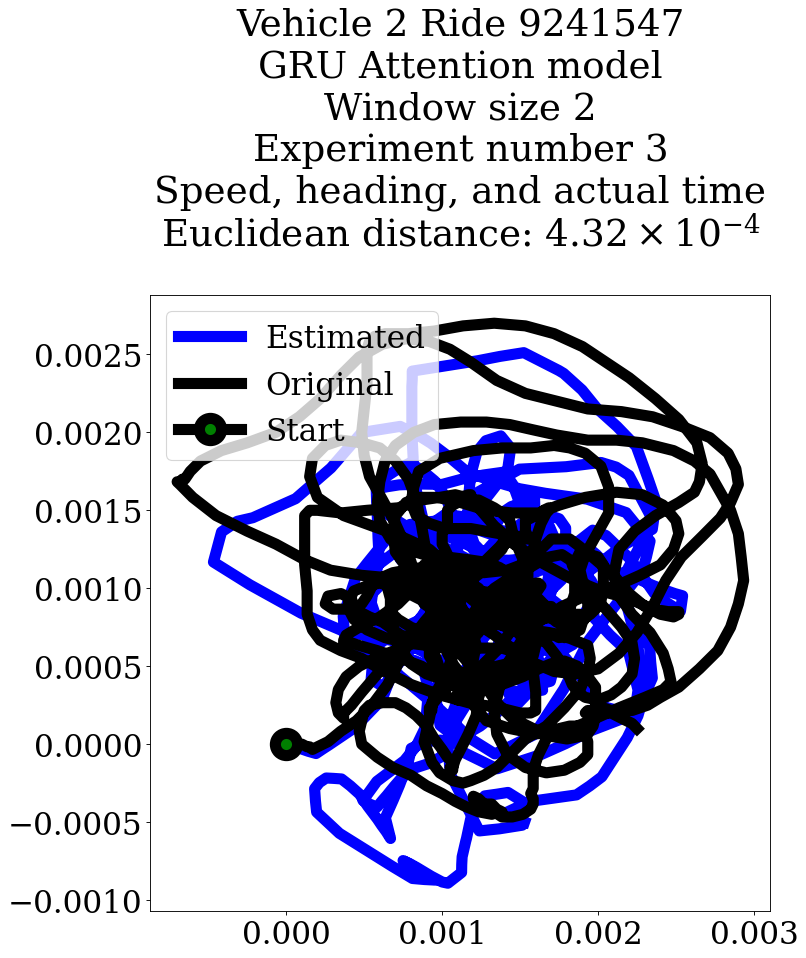 Vehicle 2 Ride 9241547
GRU Attention model
Window size 2
Experiment number 3
Speed, heading, and actual time
Euclidean distance: 4.32 × 10⁻⁴
Estimated
Original
Start
0.0025
0.0020
0.0015
0.0010
0.0005
0.0000
−0.0005
−0.0010
0.000 0.001 0.002 0.003